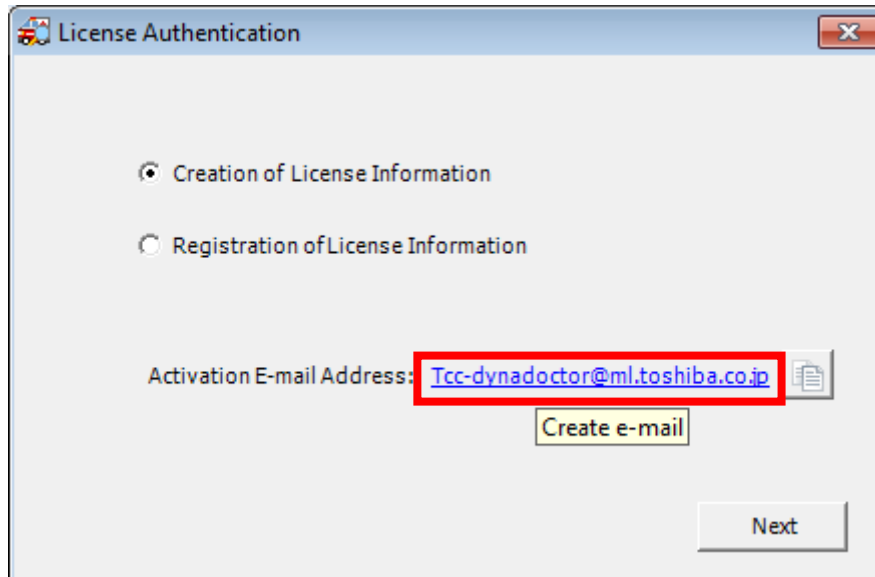 License Authentication
Creation of License Information
Registration of License Information
Activation E-mail Address: Tcc-dynadoctor@ml.toshiba.co.jp
Create e-mail
Next